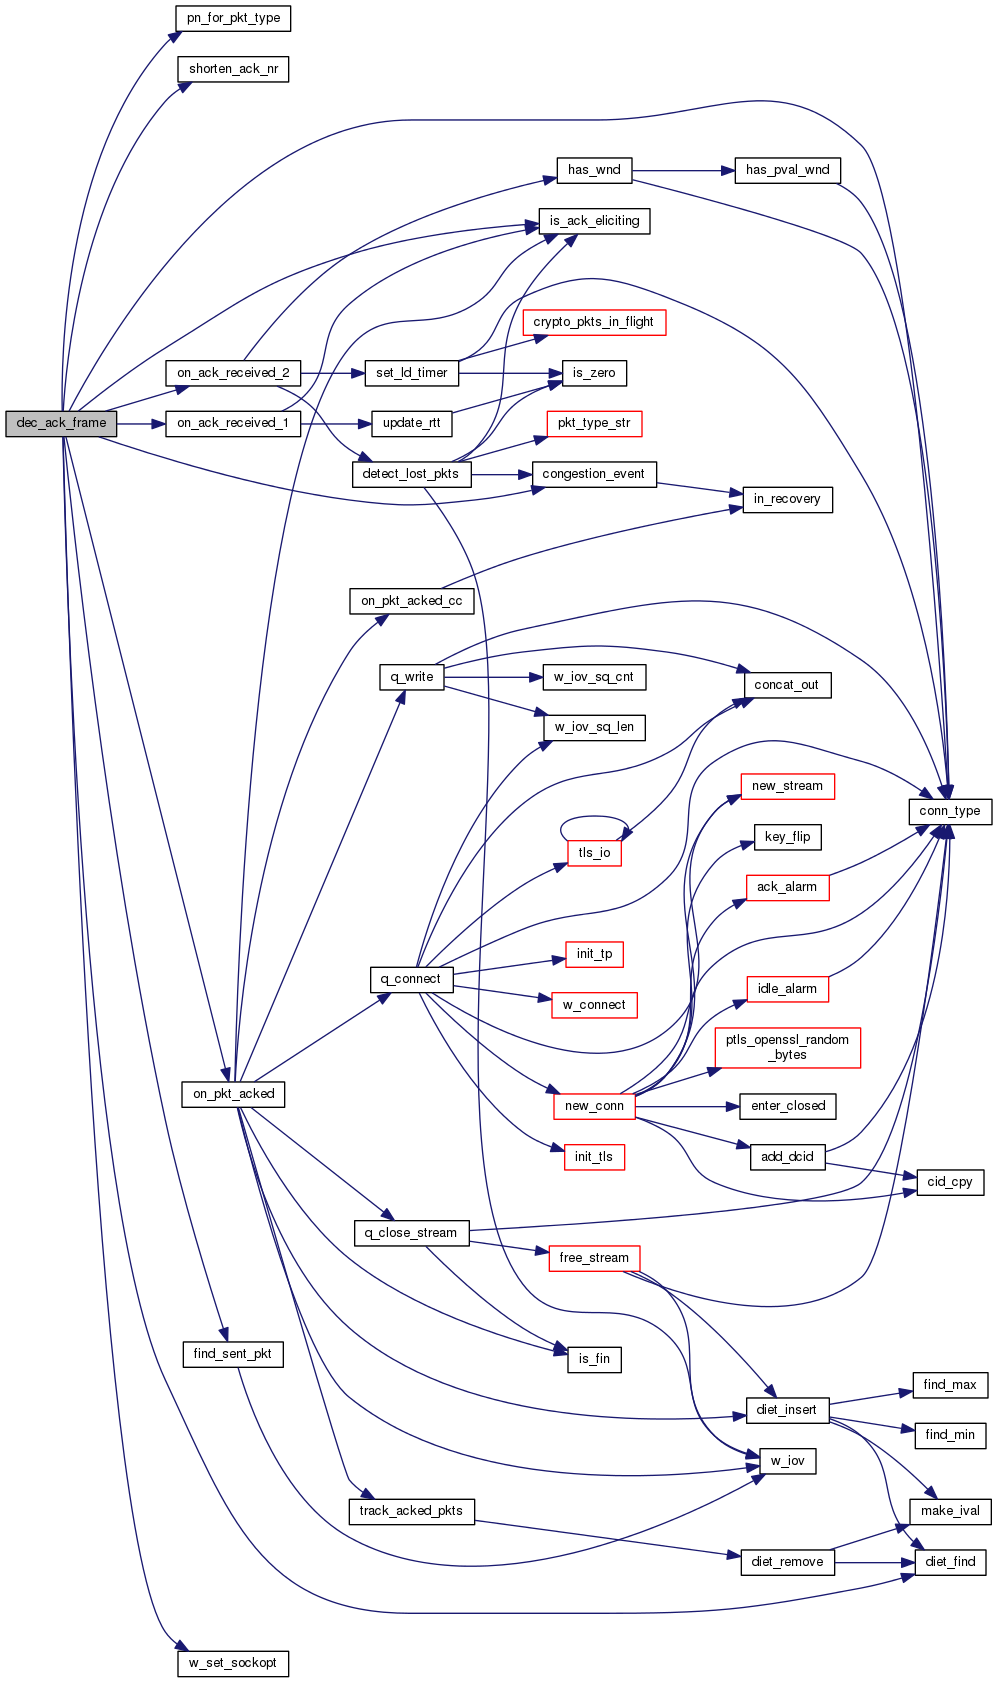 pn_for_pkt_type
shorten_ack_nr
has_wnd
has_pval_wnd
is_ack_eliciting
crypto_pkts_in_flight
on_ack_received_2
set_ld_timer
is_zero
dec_ack_frame
on_ack_received_1
update_rtt
pkt_type_str
detect_lost_pkts
congestion_event
in_recovery
on_pkt_acked_cc
q_write
w_iov_sq_cnt
concat_out
w_iov_sq_len
new_stream
conn_type
key_flip
tls_io
ack_alarm
init_tp
q_connect
idle_alarm
w_connect
ptls_openssl_random
_bytes
on_pkt_acked
new_conn
enter_closed
init_tls
add_dcid
cid_cpy
q_close_stream
free_stream
find_sent_pkt
is_fin
find_max
diet_insert
find_min
w_iov
track_acked_pkts
make_ival
diet_remove
diet_find
w_set_sockopt